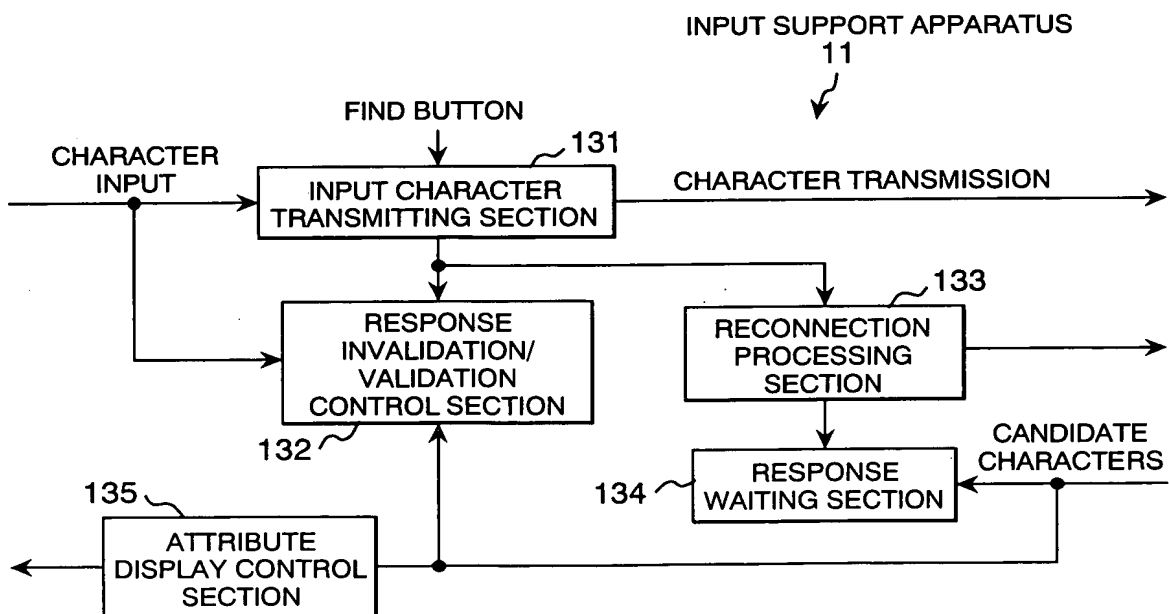 INPUT SUPPORT APPARATUS
11
FIND BUTTON
131
CHARACTER
INPUT
INPUT CHARACTER
TRANSMITTING SECTION
CHARACTER TRANSMISSION
133
RESPONSE
INVALIDATION/
VALIDATION
CONTROL SECTION
132
RECONNECTION
PROCESSING
SECTION
CANDIDATE
CHARACTERS
134
RESPONSE
WAITING SECTION
135
ATTRIBUTE
DISPLAY CONTROL
SECTION